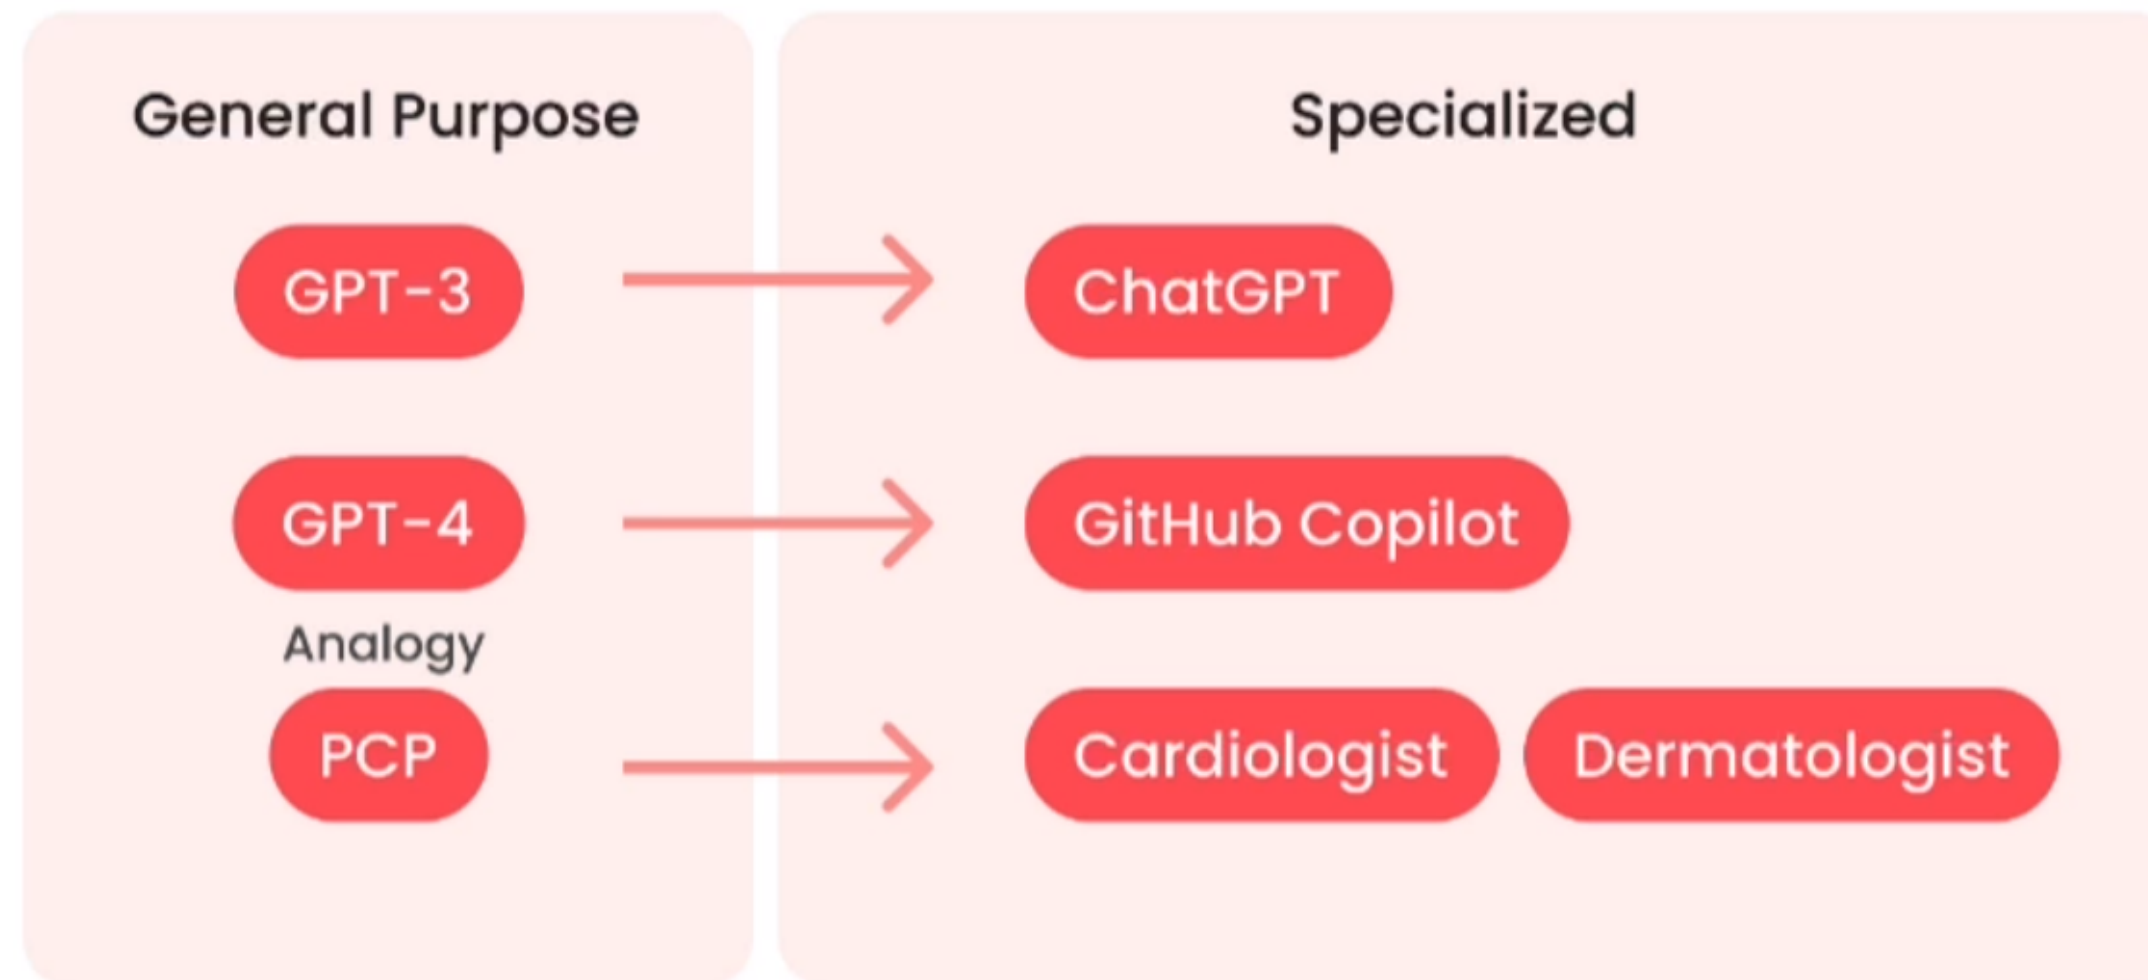 General Purpose
Specialized
GPT-3
ChatGPT
GPT-4
GitHub Copilot
Analogy
PCP
Cardiologist
Dermatologist